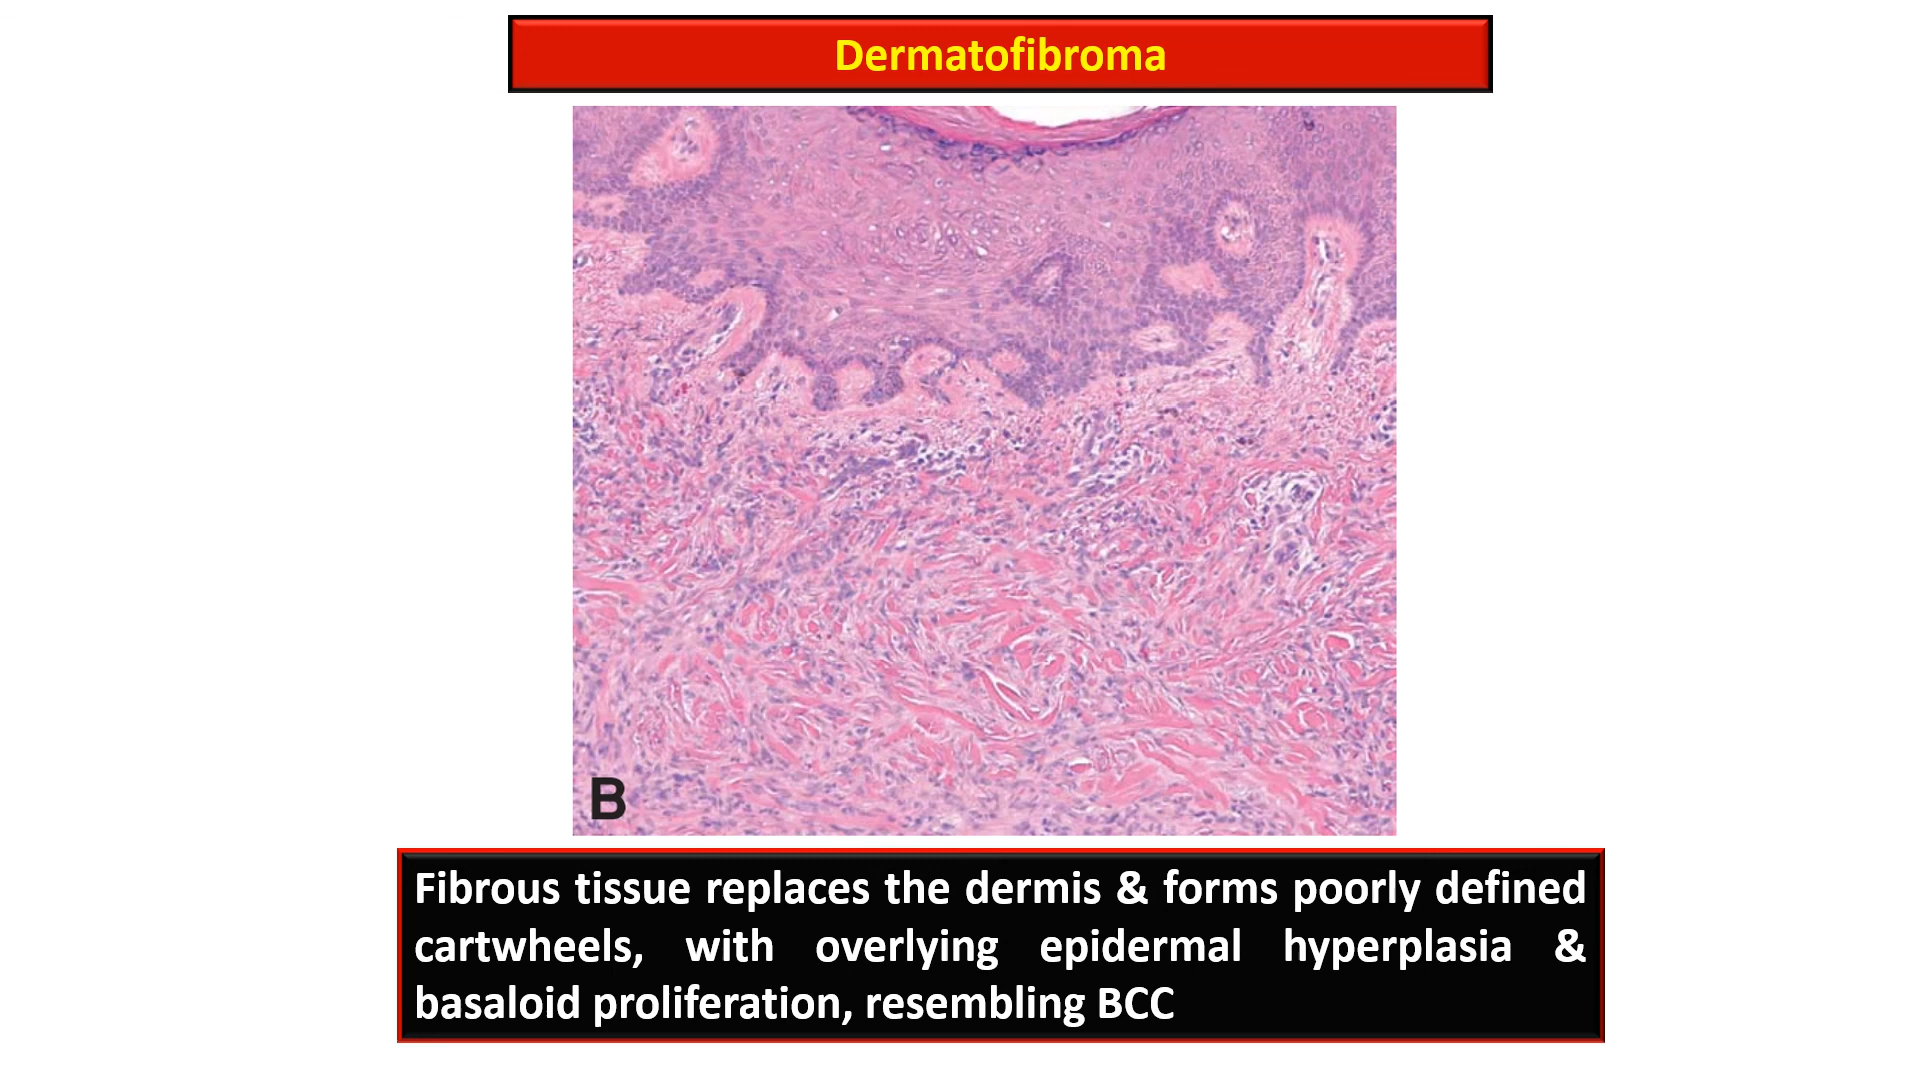 Dermatofibroma
B
Fibrous tissue replaces the dermis & forms poorly defined
cartwheels, with overlying epidermal hyperplasia &
basaloid proliferation, resembling BCC